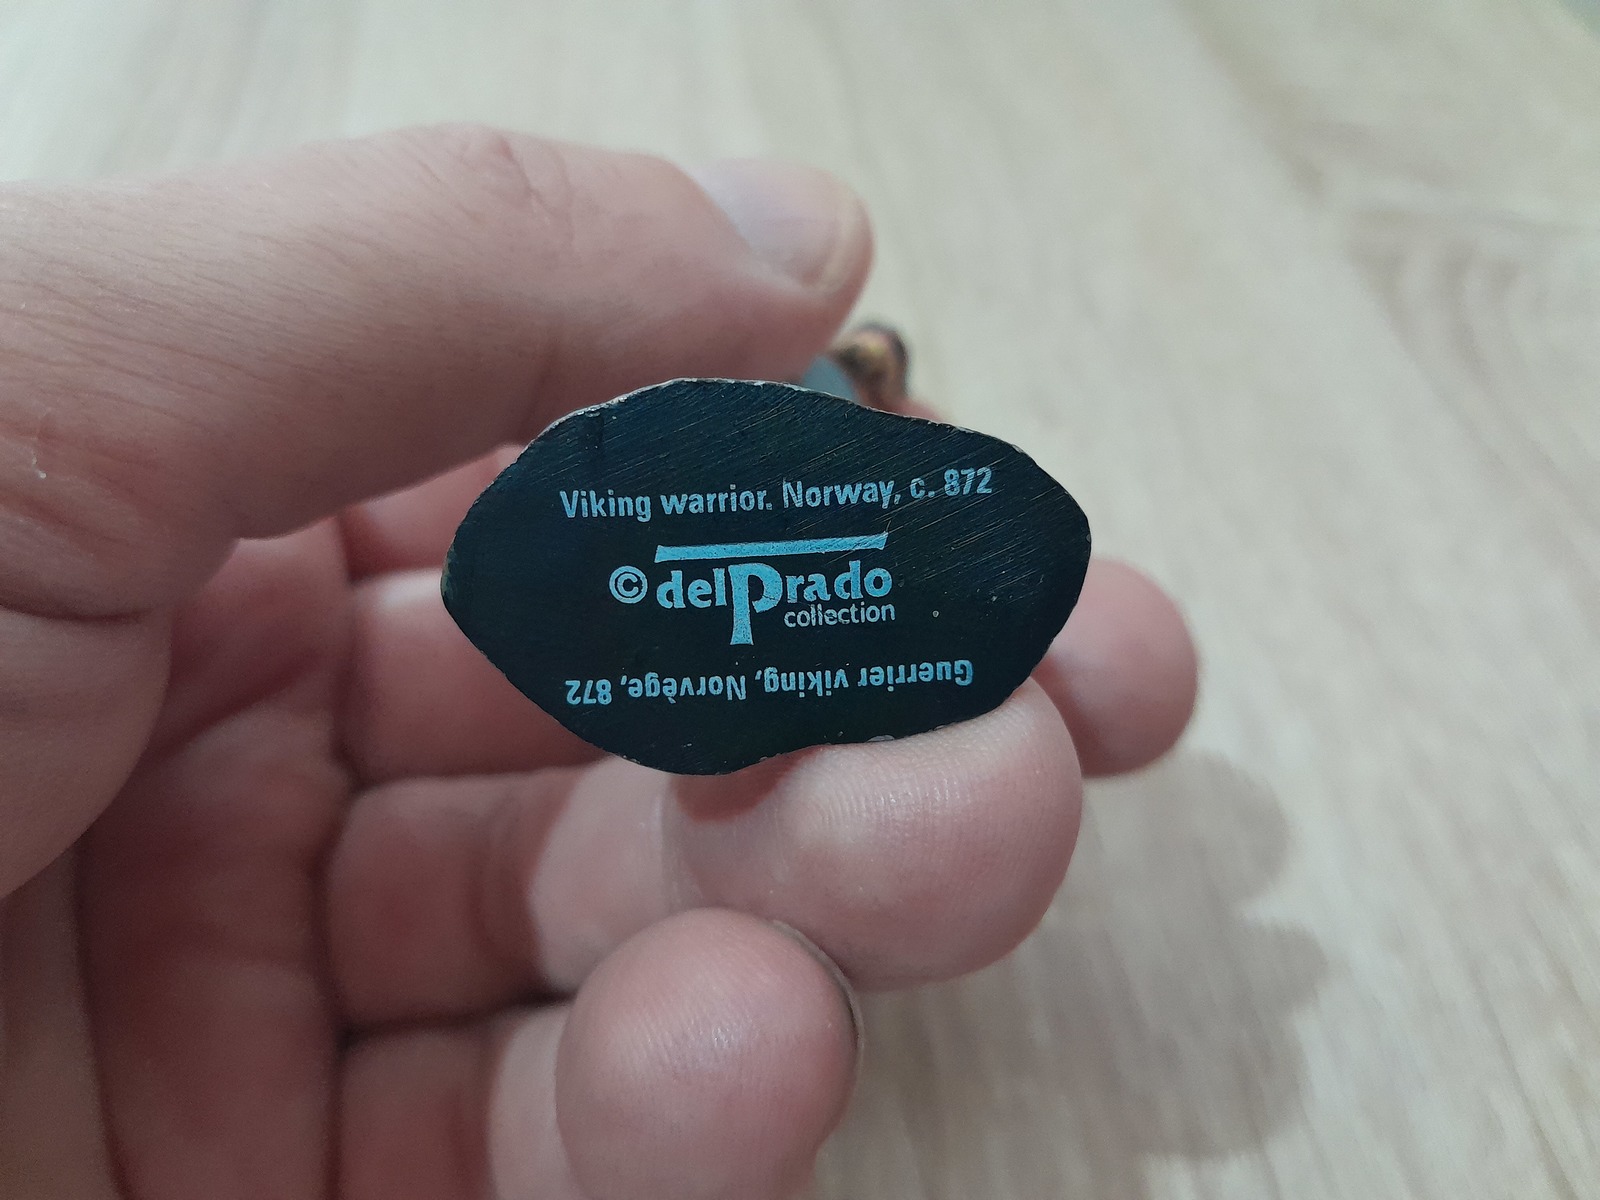 Viking warrior. Norway, c. 872
© delPrado
collection
Guerrier viking, Norvège, 872